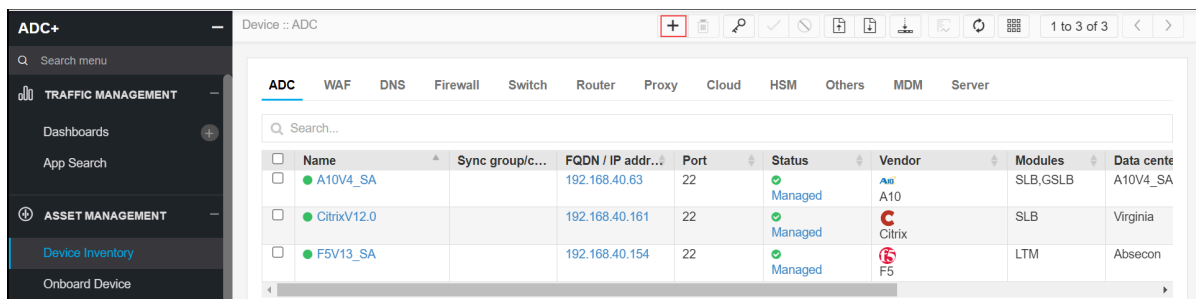 ADC+
Device :: ADC
1 to 3 of 3
Search menu
TRAFFIC MANAGEMENT
Dashboards
App Search
ASSET MANAGEMENT
Device Inventory
Onboard Device
ADC WAF DNS Firewall Switch Router Proxy Cloud HSM Others MDM Server
Search...
Name Sync group/c... FQDN / IP addr... Port Status Vendor Modules Data cente
A10V4_SA 192.168.40.63 22 Managed A10 A10 SLB,GSLB A10V4_SA
CitrixV12.0 192.168.40.161 22 Managed Citrix SLB Virginia
F5V13_SA 192.168.40.154 22 Managed F5 F5 LTM Absecon